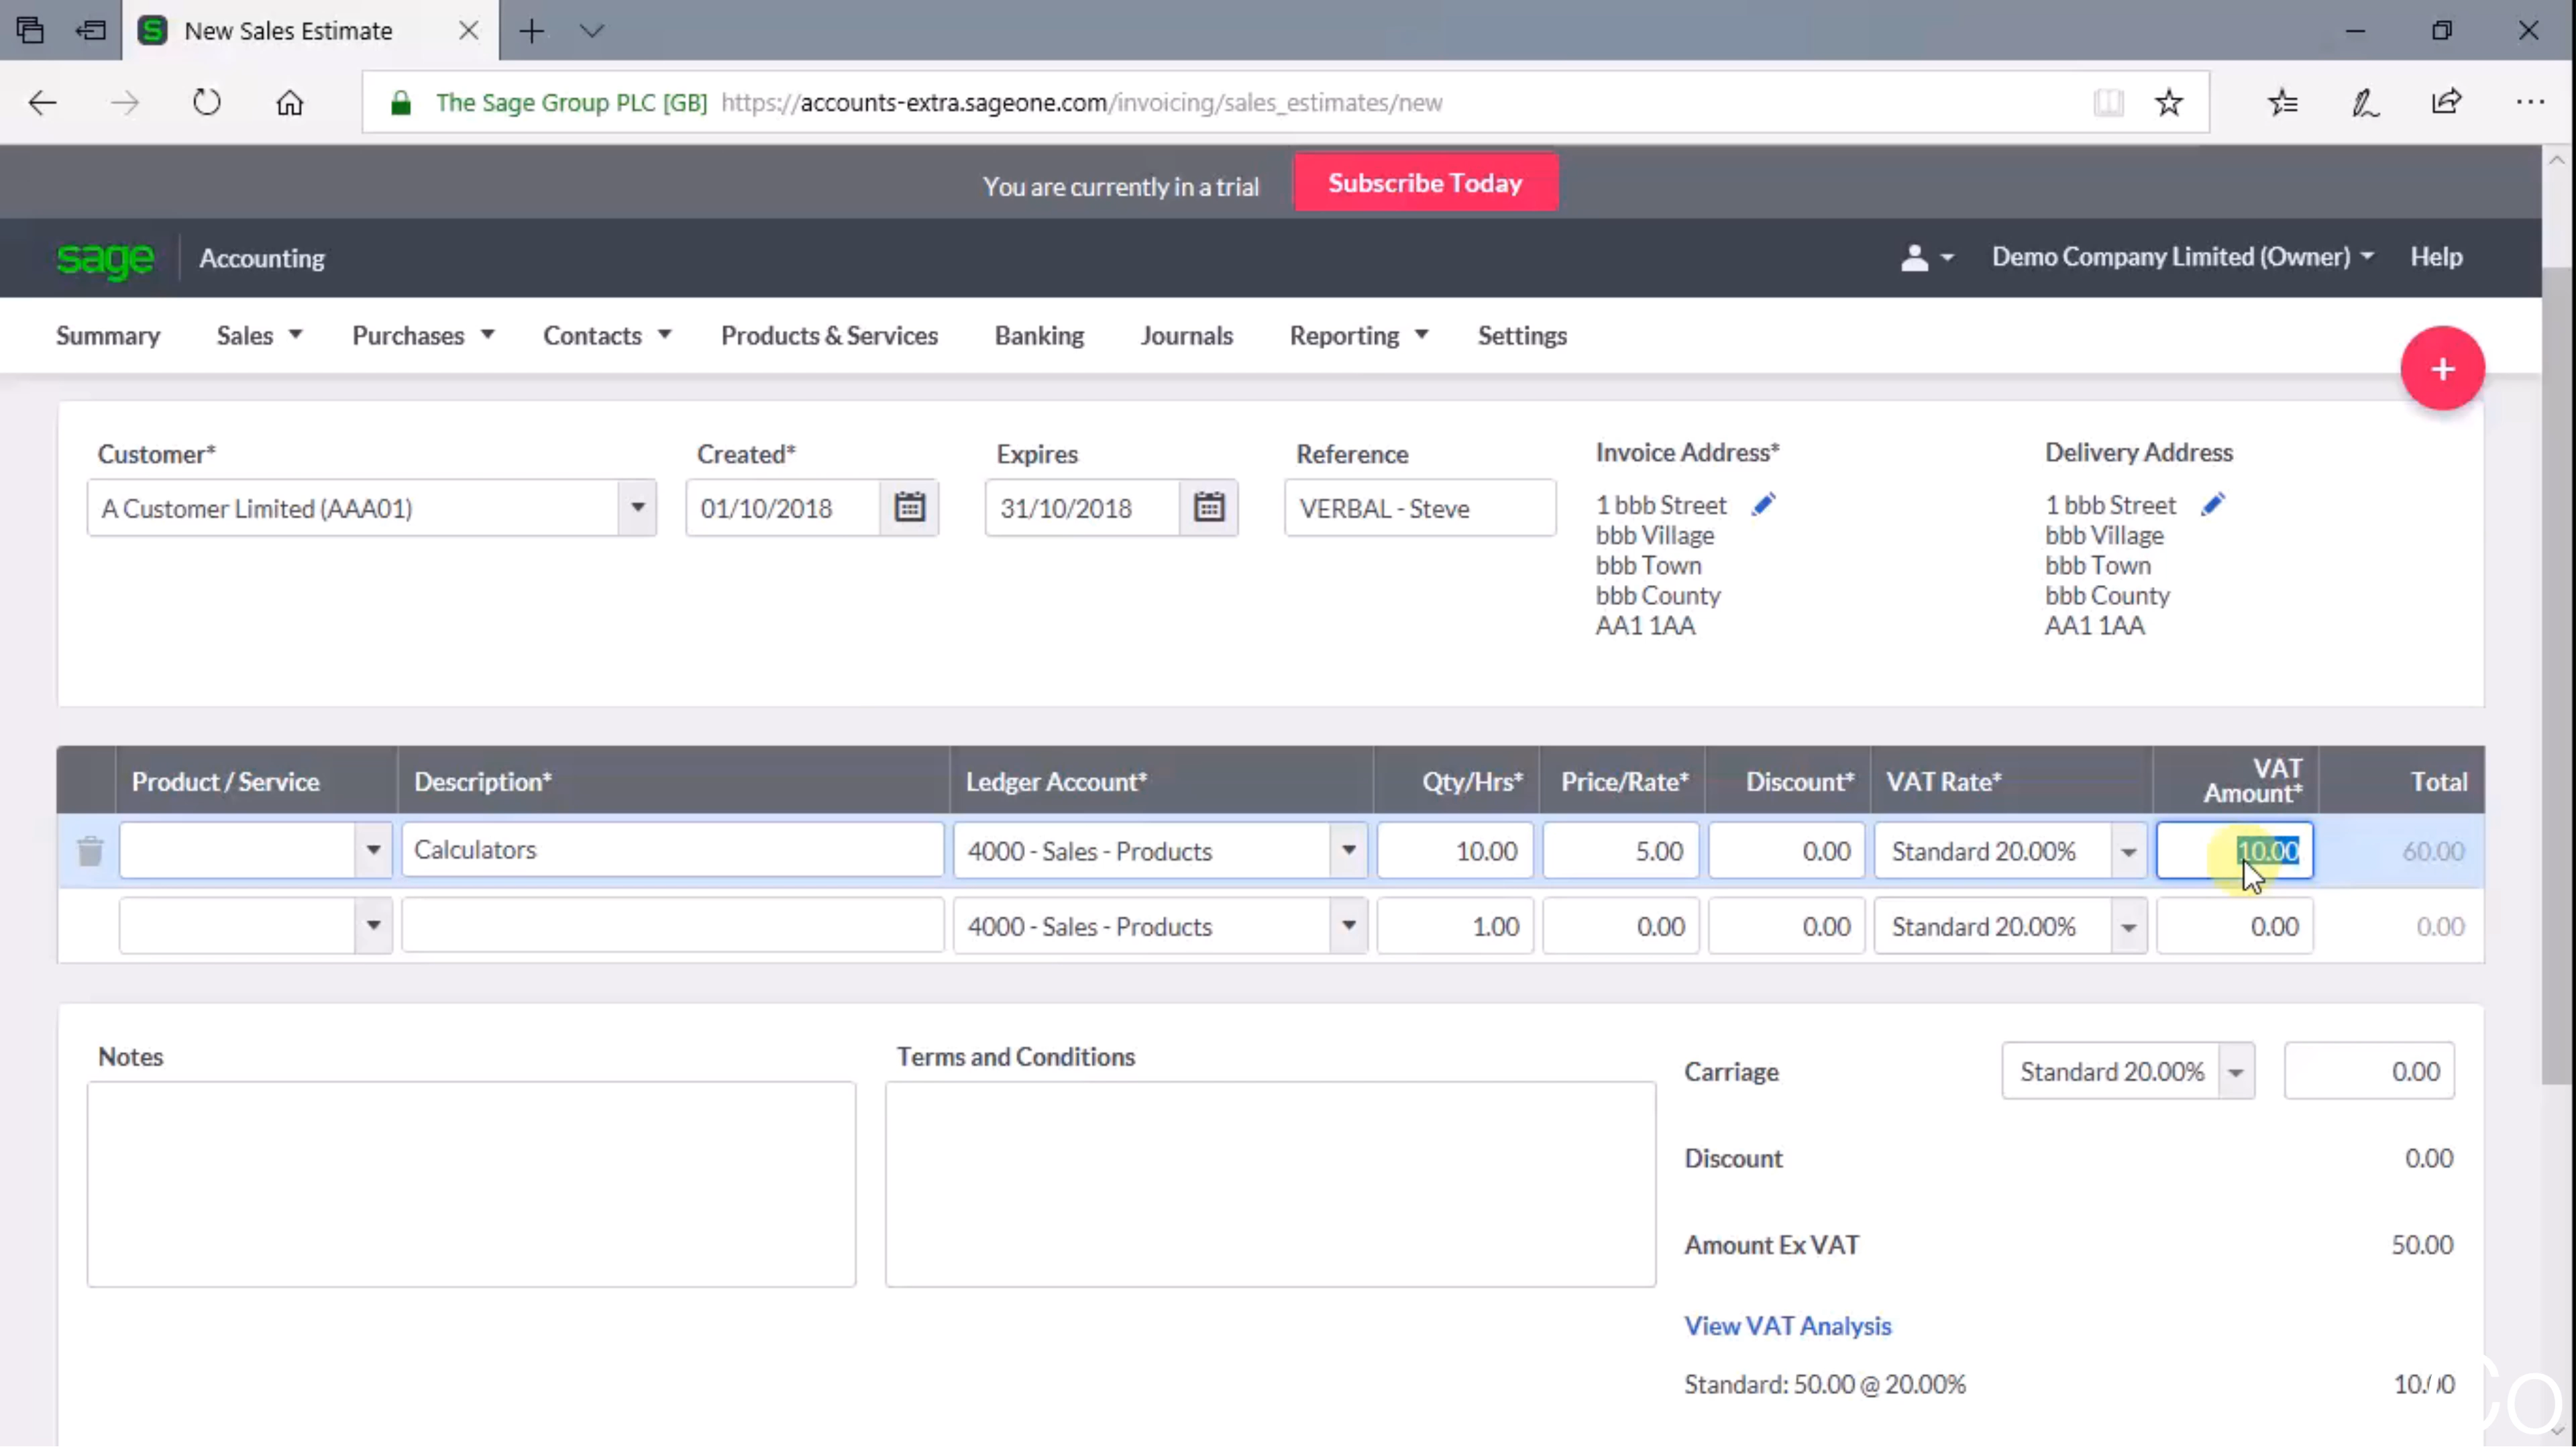 New Sales Estimate
The Sage Group PLC [GB] https://accounts-extra.sageone.com/invoicing/sales_estimates/new
You are currently in a trial Subscribe Today
sage Accounting Demo Company Limited (Owner) Help
Summary Sales Purchases Contacts Products & Services Banking Journals Reporting Settings
Customer* Created* Expires Reference Invoice Address* Delivery Address
A Customer Limited (AAA01) 01/10/2018 31/10/2018 VERBAL - Steve
1 bbb Street 1 bbb Street
bbb Village bbb Village
bbb Town bbb Town
bbb County bbb County
AA1 1AA AA1 1AA
Product / Service Description* Ledger Account* Qty/Hrs* Price/Rate* Discount* VAT Rate* VAT Amount* Total
Calculators 4000 - Sales - Products 10.00 5.00 0.00 Standard 20.00% 10.00 60.00
4000 - Sales - Products 1.00 0.00 0.00 Standard 20.00% 0.00 0.00
Notes Terms and Conditions
Carriage Standard 20.00% 0.00
Discount 0.00
Amount Ex VAT 50.00
View VAT Analysis
Standard: 50.00 @ 20.00%